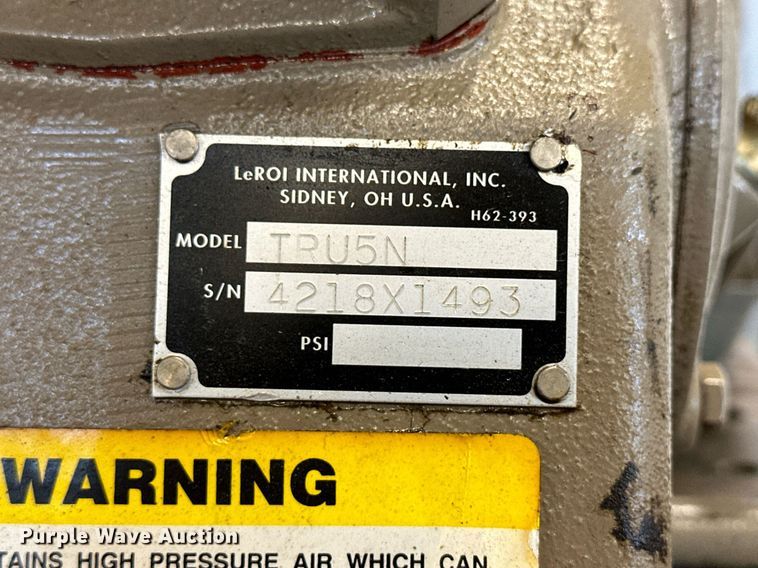 LeROI INTERNATIONAL, INC.
SIDNEY, OH U.S.A.
H62-393
MODEL TRU5N
S/N 4218X1493
PSI
WARNING
Purple Wave Auction
TAINS HIGH PRESSURE AIR WHICH CAN